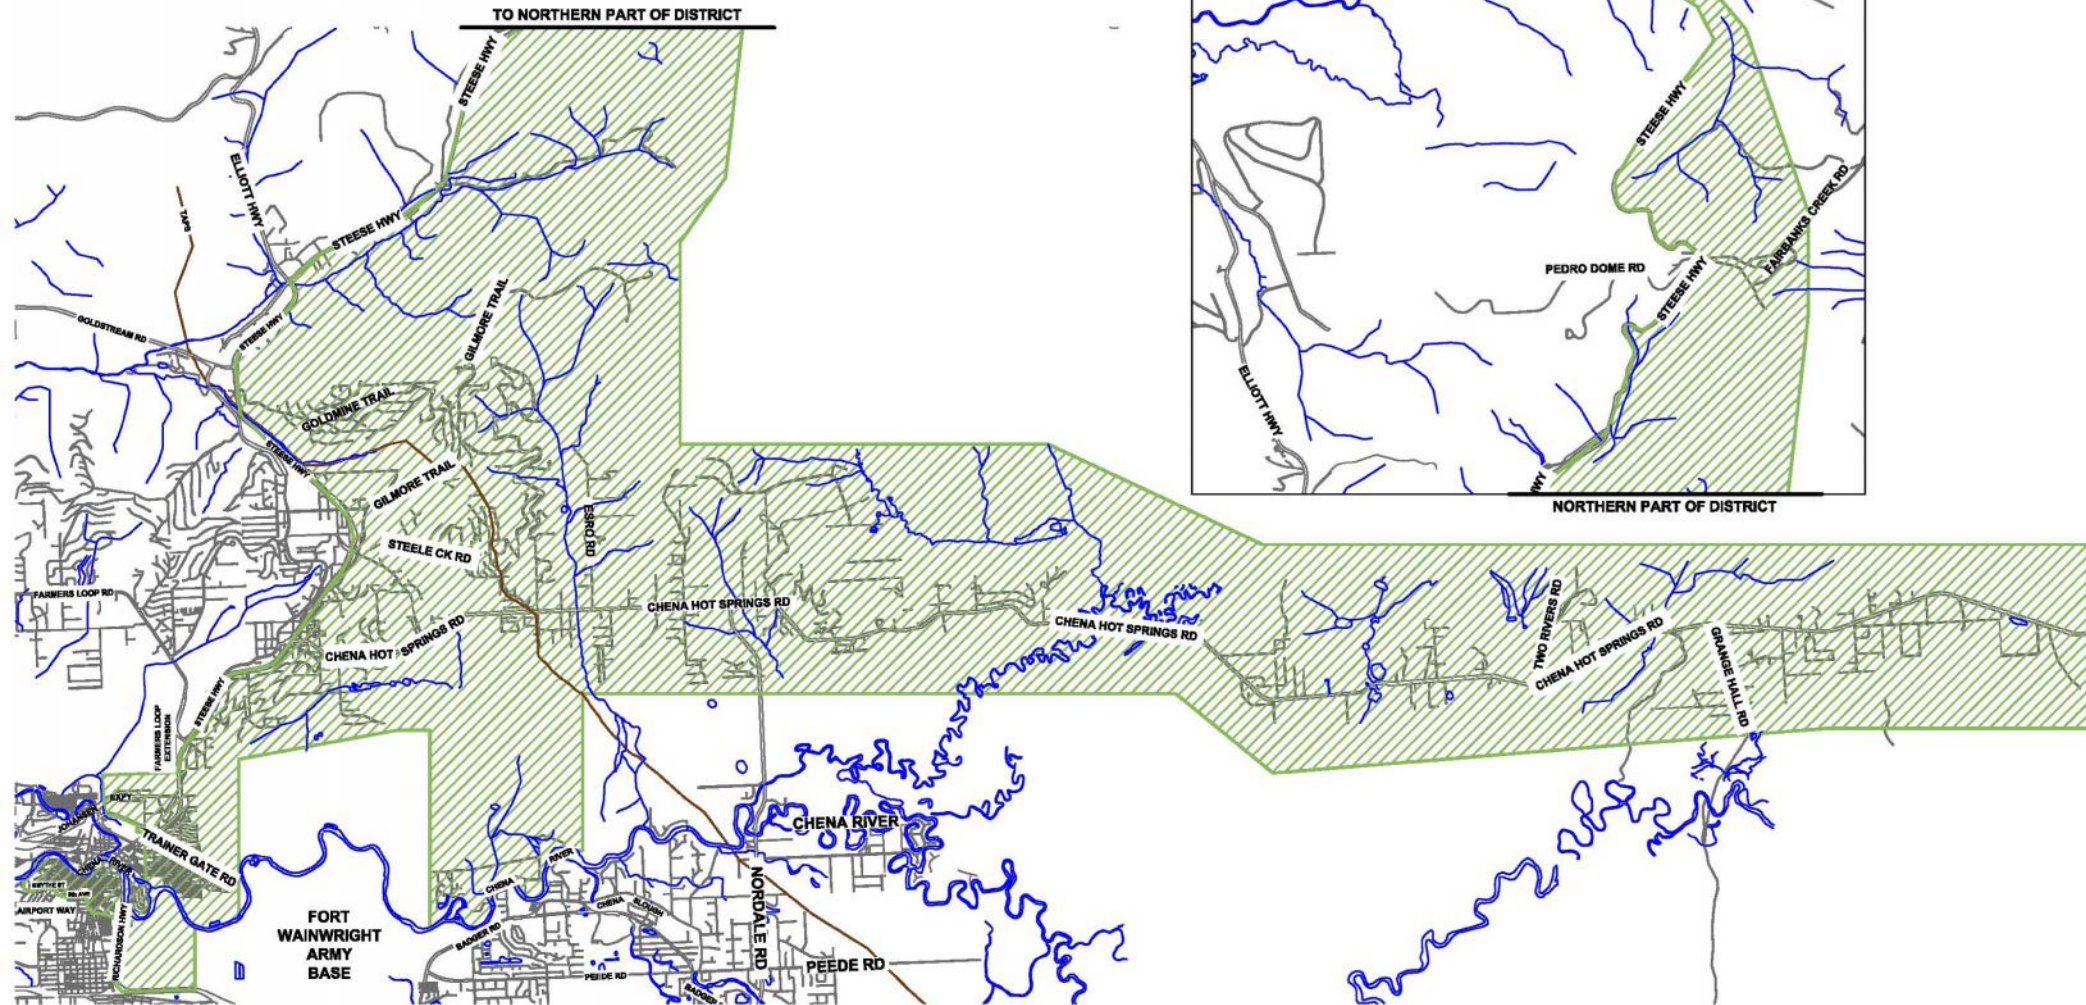 TO NORTHERN PART OF DISTRICT
STEESE HWY
ELLIOTT HWY
TAPS
STEESE HWY
GOLDSTREAM RD
STEESE HWY
GILMORE TRAIL
GOLDMINE TRAIL
STEESE HWY
GILMORE TRAIL
STEELE CK RD
ESRO RD
FARMERS LOOP RD
CHENA HOT SPRINGS RD
CHENA HOT SPRINGS RD
CHENA HOT SPRINGS RD
TWO RIVERS RD
CHENA HOT SPRINGS RD
GRANGE HALL RD
STEESE HWY
FARMERS LOOP
EXTENSION
EXPY
JOHANSEN
TRAINER GATE RD
CHENA RIVER
AIRPORT WAY
RICHARDSON HWY
FORT
WAINWRIGHT
ARMY
BASE
CHENA RIVER
CHENA RIVER
CHENA SLOUGH
BADGER RD
PEEDE RD
BADGER
NORDALE RD
PEEDE RD
STEESE HWY
FAIRBANKS CREEK RD
PEDRO DOME RD
STEESE HWY
ELLIOTT HWY
HWY
NORTHERN PART OF DISTRICT